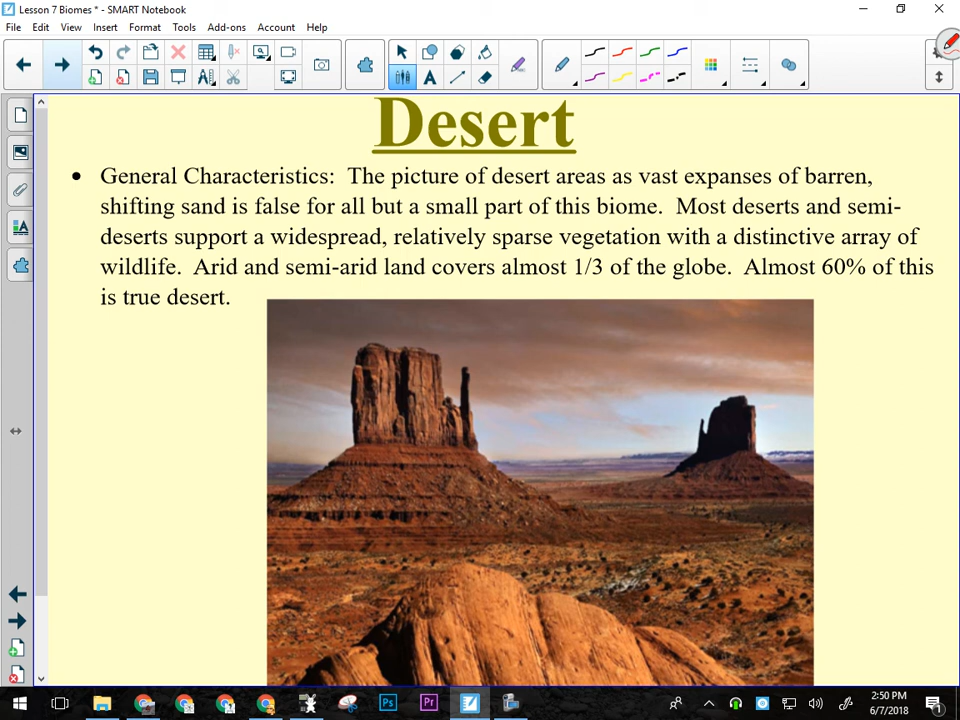 Lesson 7 Biomes * - SMART Notebook
File Edit View Insert Format Tools Add-ons Account Help
Desert
• General Characteristics: The picture of desert areas as vast expanses of barren,
shifting sand is false for all but a small part of this biome. Most deserts and semi-
deserts support a widespread, relatively sparse vegetation with a distinctive array of
wildlife. Arid and semi-arid land covers almost 1/3 of the globe. Almost 60% of this
is true desert.
Ps Pr
2:50 PM
6/7/2018
1